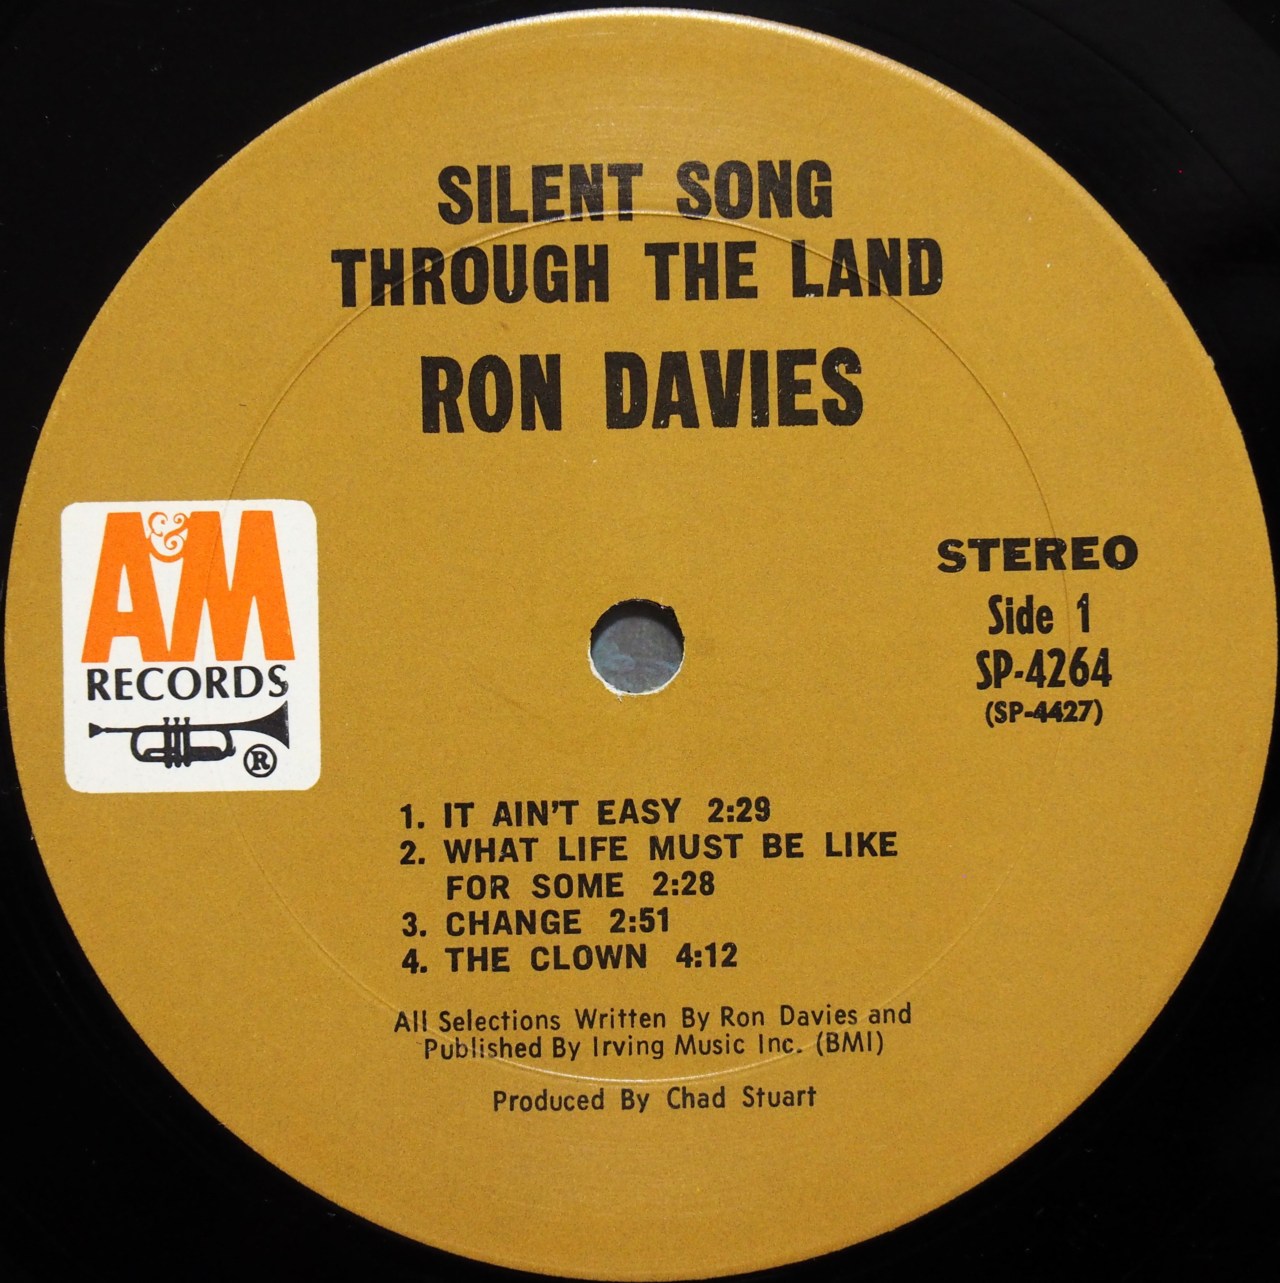 SILENT SONG
THROUGH THE LAND
RON DAVIES
A&M
RECORDS
®
STEREO
Side 1
SP-4264
(SP-4427)
1. IT AIN'T EASY 2:29
2. WHAT LIFE MUST BE LIKE
FOR SOME 2:28
3. CHANGE 2:51
4. THE CLOWN 4:12
All Selections Written By Ron Davies and
Published By Irving Music Inc. (BMI)
Produced By Chad Stuart